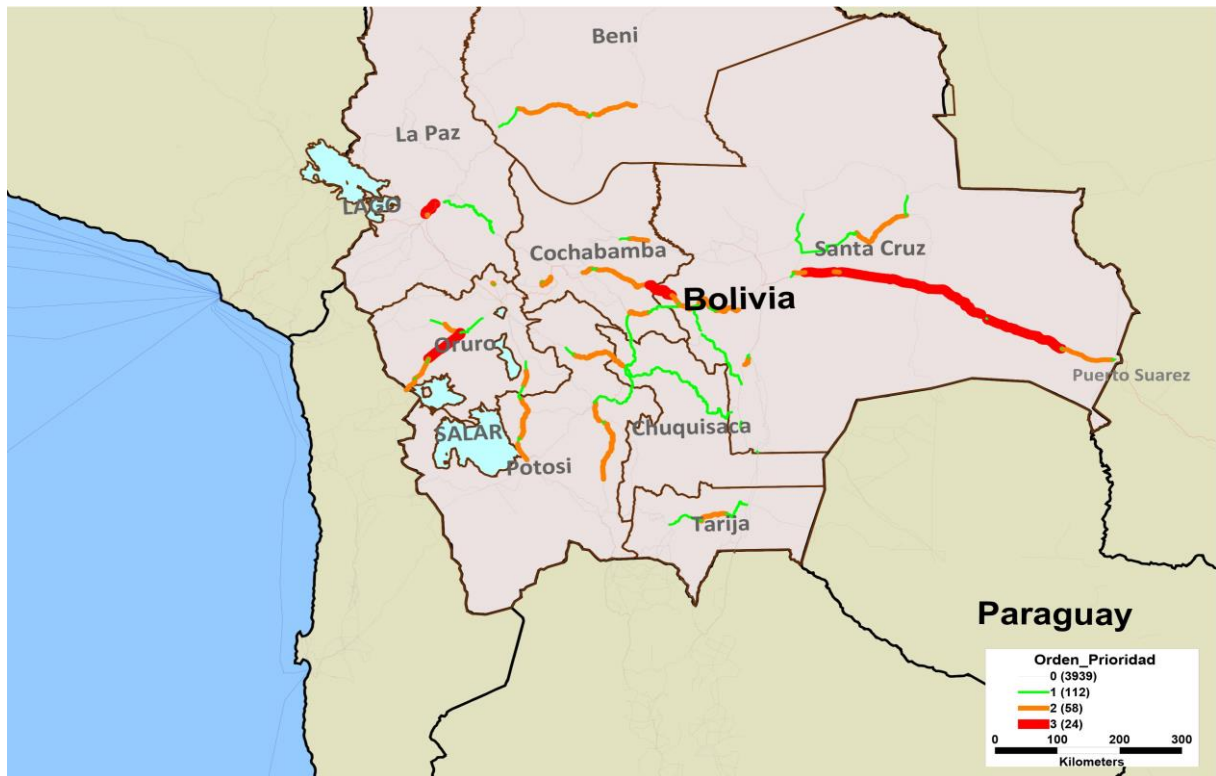 Beni
La Paz
LAGO
Cochabamba
Santa Cruz
Bolivia
Oruro
Puerto Suarez
SALAR
Chuquisaca
Potosi
Tarija
Paraguay
Orden_Prioridad
0 (3939)
1 (112)
2 (58)
3 (24)
0 100 200 300
Kilometers